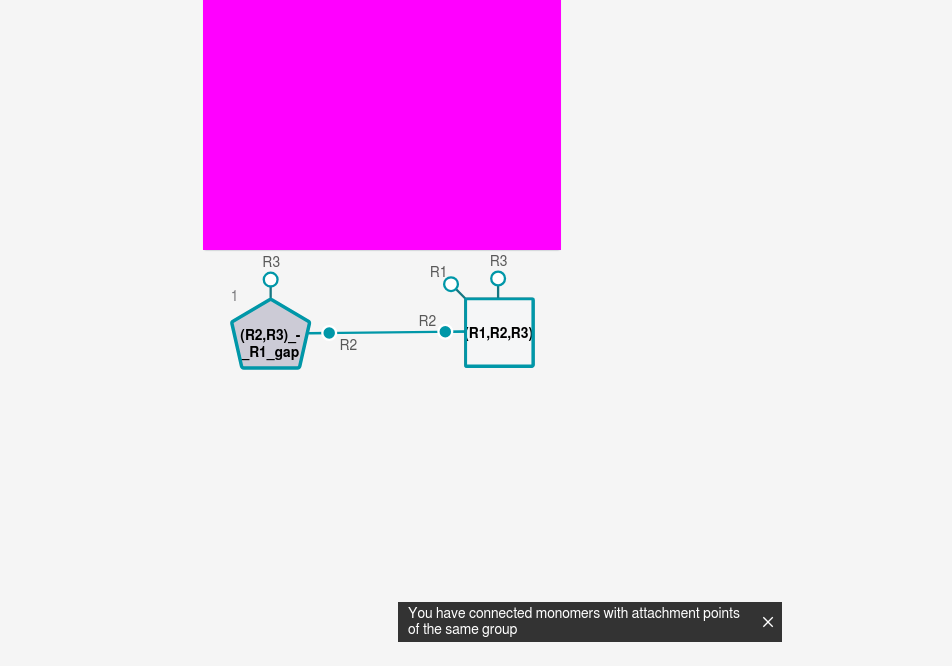 R3
R1
R3
1
R2
(R2,R3)_-
_R1_gap
R2
(R1,R2,R3)
You have connected monomers with attachment points
of the same group